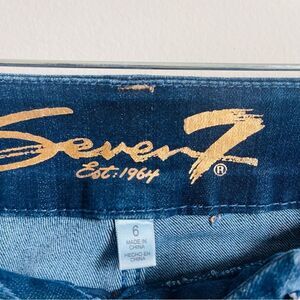 Seven7®
Est. 1964
6
MADE IN
CHINA
HECHO EN
CHINA